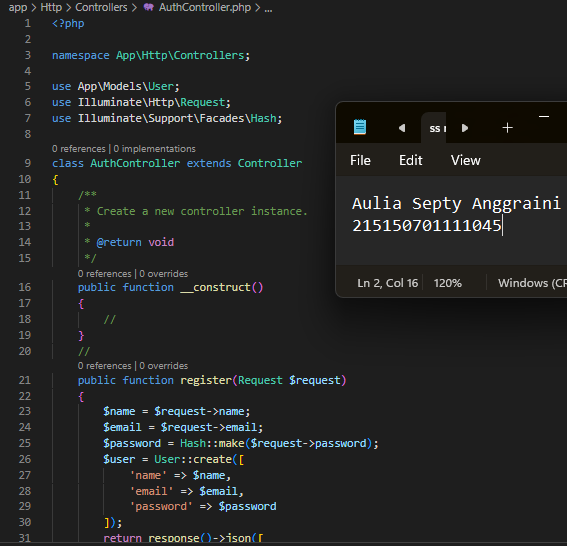 app > Http > Controllers > AuthController.php > ...
1 <?php
2
3 namespace App\Http\Controllers;
4
5 use App\Models\User;
6 use Illuminate\Http\Request;
7 use Illuminate\Support\Facades\Hash;
8
0 references | 0 implementations
9 class AuthController extends Controller
10 {
11 /**
12 * Create a new controller instance.
13 *
14 * @return void
15 */
0 references | 0 overrides
16 public function __construct()
17 {
18 //
19 }
20 //
0 references | 0 overrides
21 public function register(Request $request)
22 {
23 $name = $request->name;
24 $email = $request->email;
25 $password = Hash::make($request->password);
26 $user = User::create([
27 'name' => $name,
28 'email' => $email,
29 'password' => $password
30 ]);
31 return response()->json([
ss
File Edit View
Aulia Septy Anggraini
215150701111045
Ln 2, Col 16 120% Windows (CR